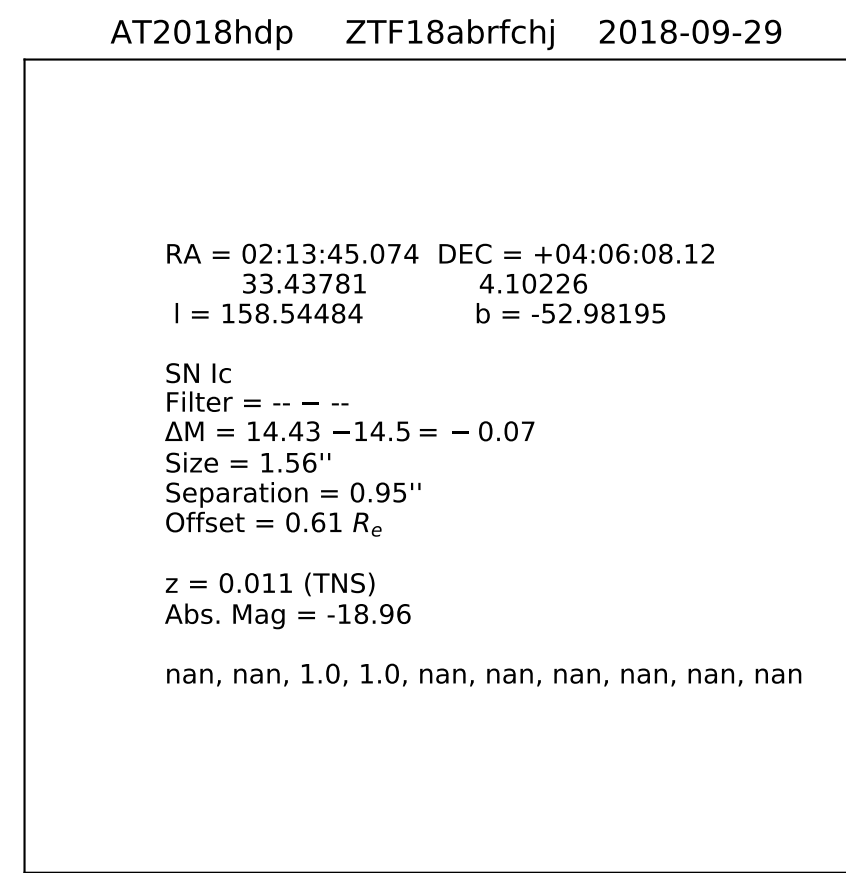 AT2018hdp ZTF18abrfchj 2018-09-29
RA = 02:13:45.074 DEC = +04:06:08.12
33.43781 4.10226
l = 158.54484 b = -52.98195
SN Ic
Filter = -- − --
ΔM = 14.43 −14.5 = − 0.07
Size = 1.56''
Separation = 0.95''
Offset = 0.61 Re
z = 0.011 (TNS)
Abs. Mag = -18.96
nan, nan, 1.0, 1.0, nan, nan, nan, nan, nan, nan